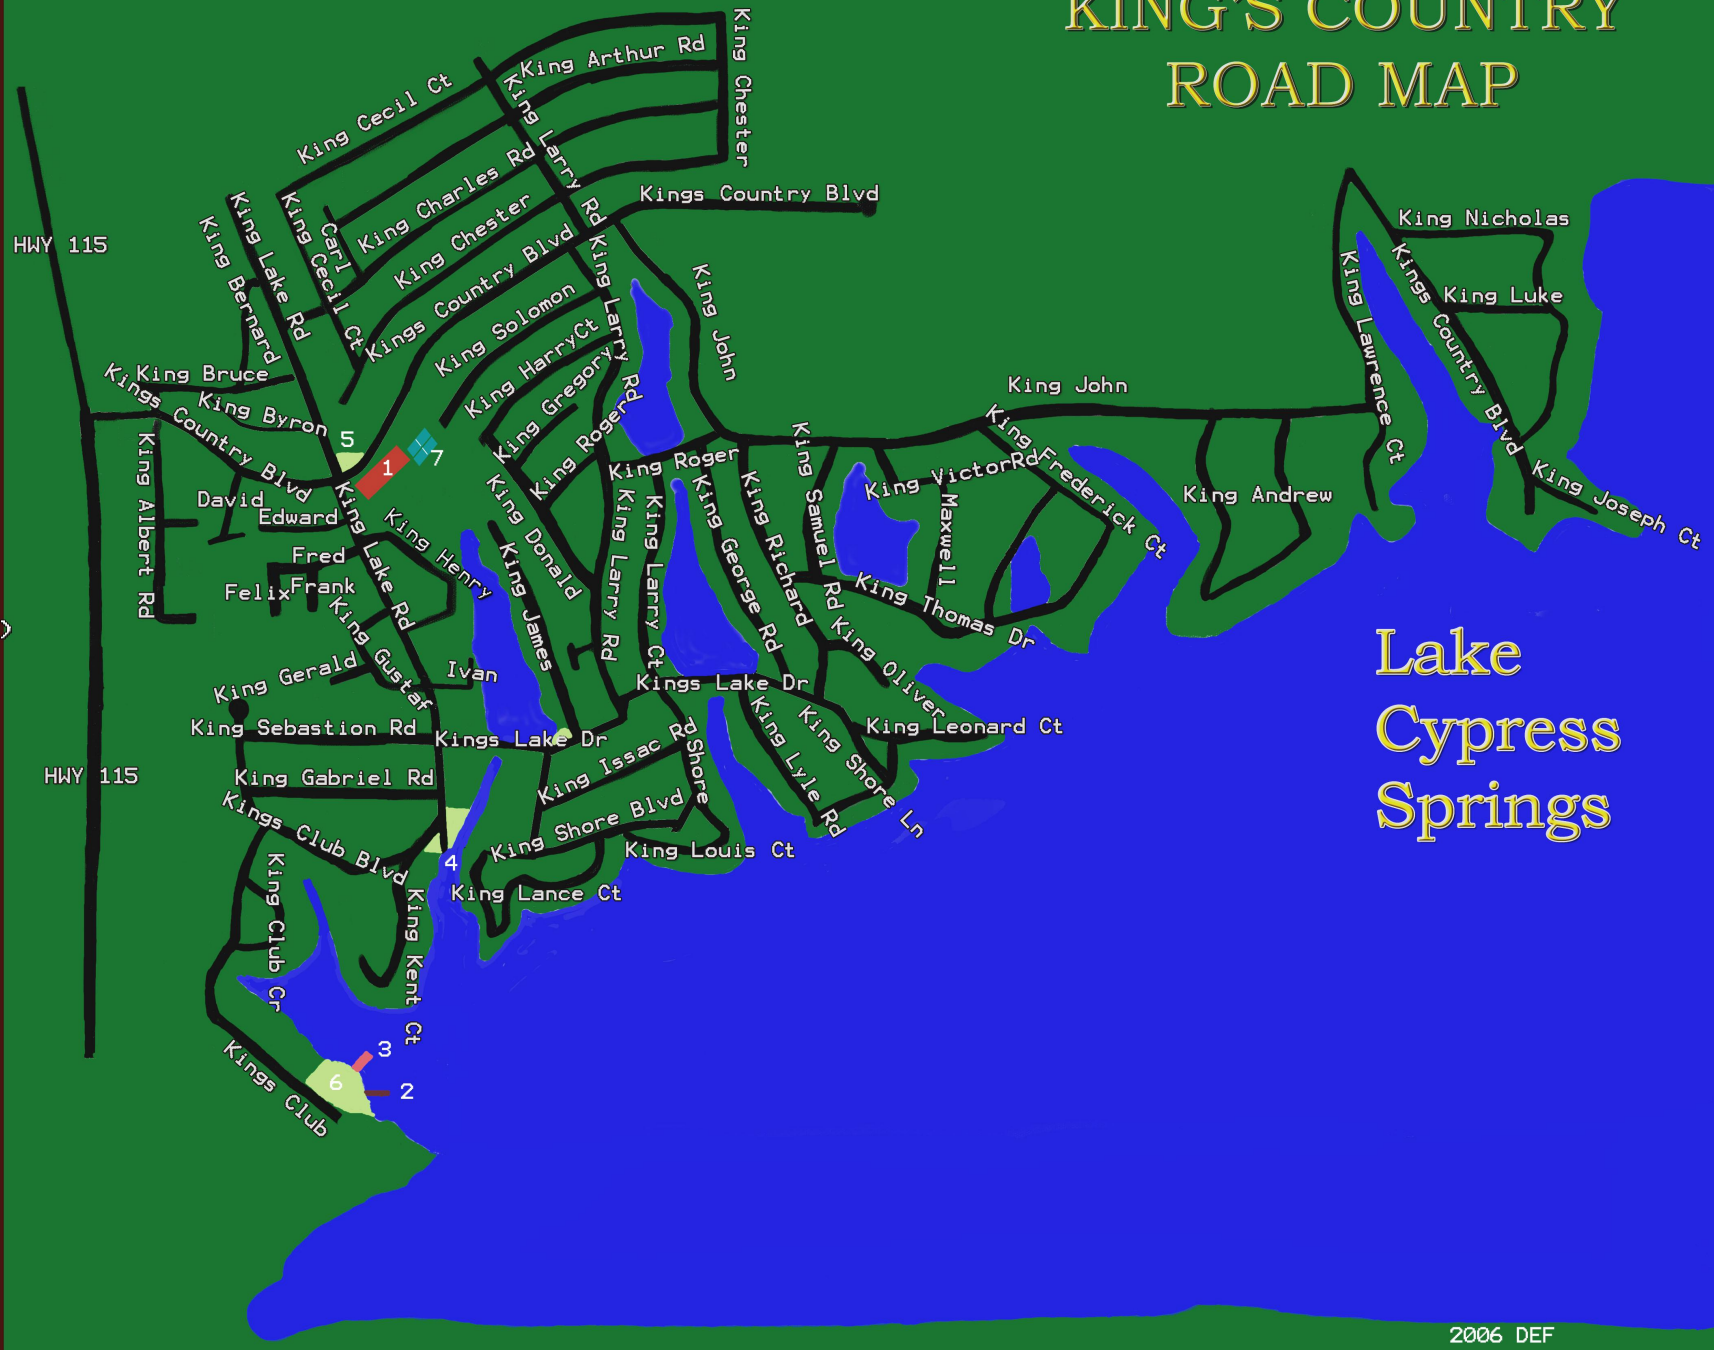 KING'S COUNTRY
ROAD MAP
King Chester
King Arthur Rd
King Cecil Ct
King Larry Rd
King Charles Rd
King Chester
Kings Country Blvd
King Lake Rd
King Bernard
King Cecil Ct
Carl
HWY 115
Kings Country Blvd
King Larry Rd
King John
King Solomon
King HarryCt
King Gregory
King Roger
King Nicholas
King Luke
King Lawrence Ct
Kings Country Blvd
King Joseph Ct
King Bruce
Kings Country Blvd
King Byron
King John
5
1
7
King Albert Rd
David
Edward
King Lake Rd
King Henry
Fred
Felix
Frank
King Gustaf
King Gerald
Ivan
King Donald
King James
King Roger
King Larry Rd
King Larry Ct
King George Rd
King Richard
King Samuel Rd
King VictorRd
Maxwell
King Frederick Ct
King Andrew
King Thomas Dr
King Oliver
Kings Lake Dr
King Leonard Ct
King Sebastion Rd
Kings Lake Dr
King Issac Rd
Shore
King Lyle Rd
King Shore Ln
HWY 115
King Gabriel Rd
Kings Club Blvd
King Shore Blvd
King Louis Ct
4
King Lance Ct
King Club Cr
King Kent Ct
Kings Club
3
6
2
Lake
Cypress
Springs
2006 DEF